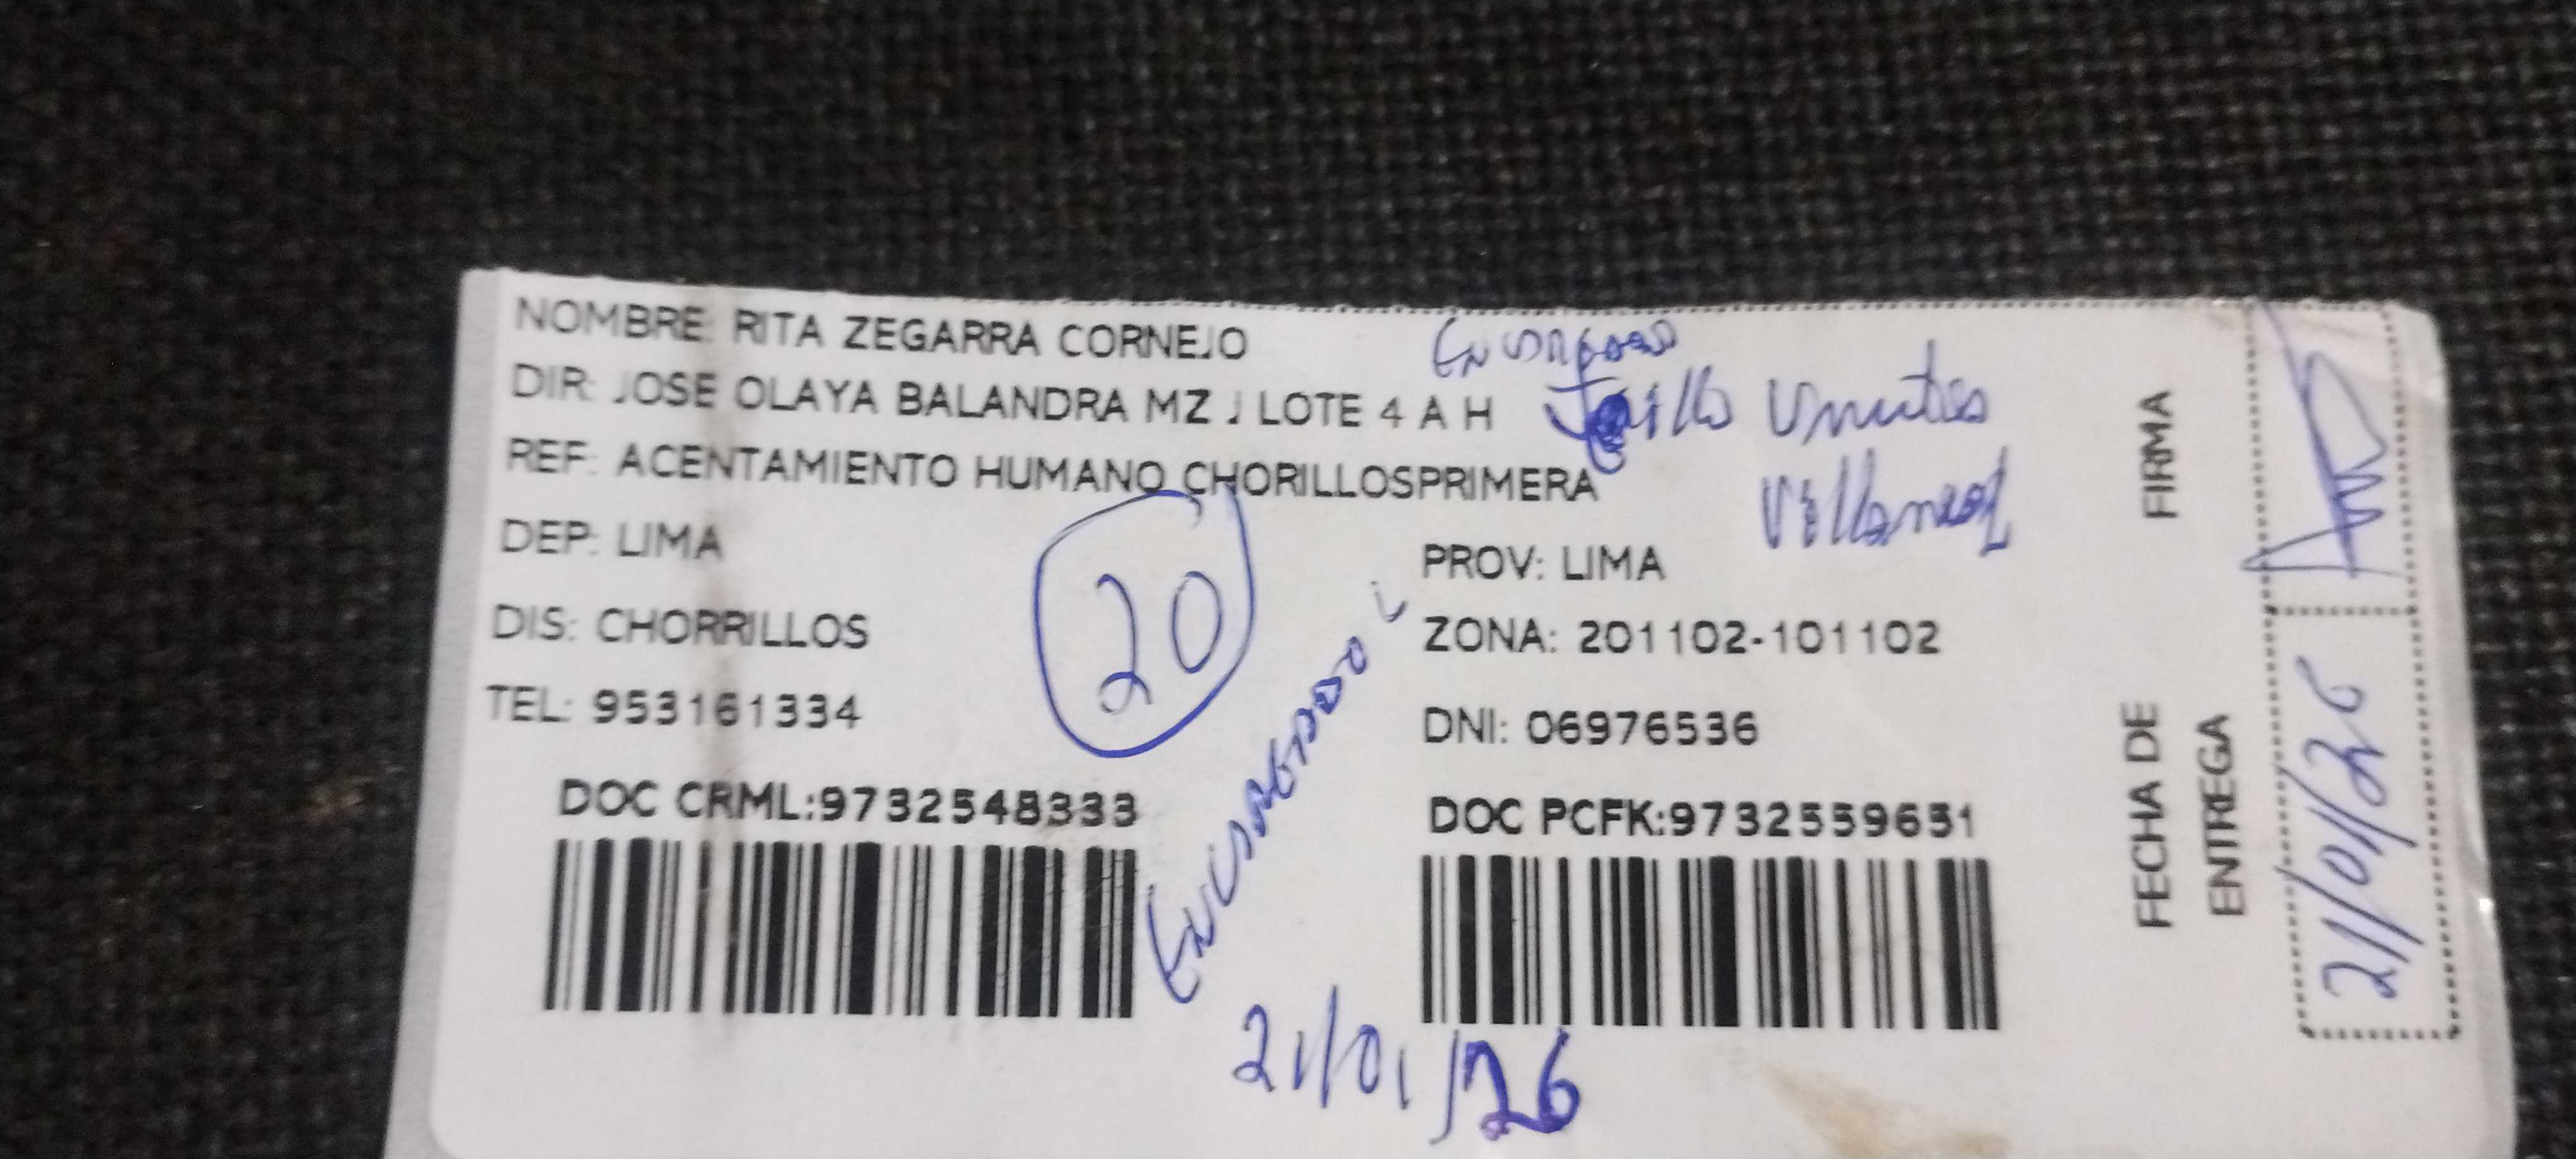 NOMBRE: RITA ZEGARRA CORNEJO
DIR: JOSE OLAYA BALANDRA MZ J LOTE 4 A H
REF: ACENTAMIENTO HUMANO CHORILLOSPRIMERA
DEP: LIMA
PROV: LIMA
DIS: CHORRILLOS
ZONA: 201102-101102
TEL: 953161334
DNI: 06976536
20
DOC CRML:9732548333
DOC PCFK:9732559651
21/01/26
FIRMA
FECHA DE
ENTREGA
21/01/26